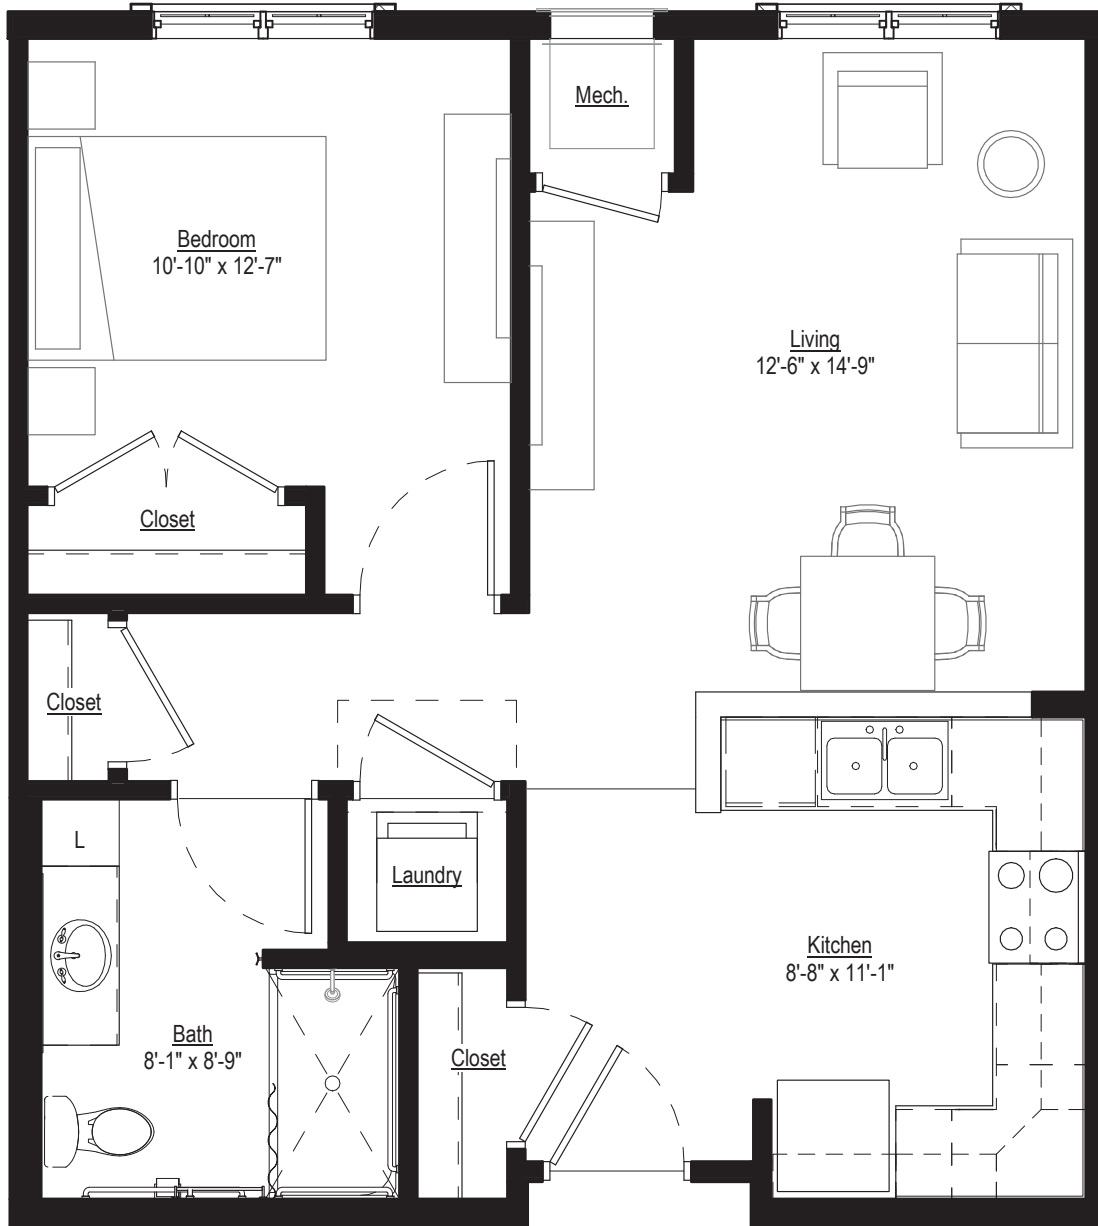 Mech.
Bedroom
10'-10" x 12'-7"
Living
12'-6" x 14'-9"
Closet
Closet
L
Laundry
Kitchen
8'-8" x 11'-1"
Bath
8'-1" x 8'-9"
Closet